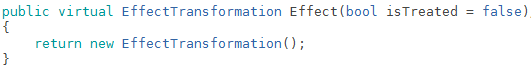 public virtual EffectTransformation Effect(bool isTreated = false)
{
    return new EffectTransformation();
}